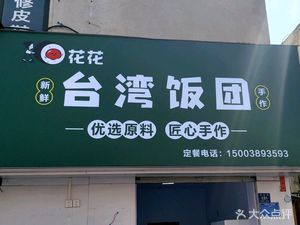 修皮鞋
花花
新鲜 台湾饭团 手作
优选原料 匠心手作
定餐电话：15003893593
大众点评